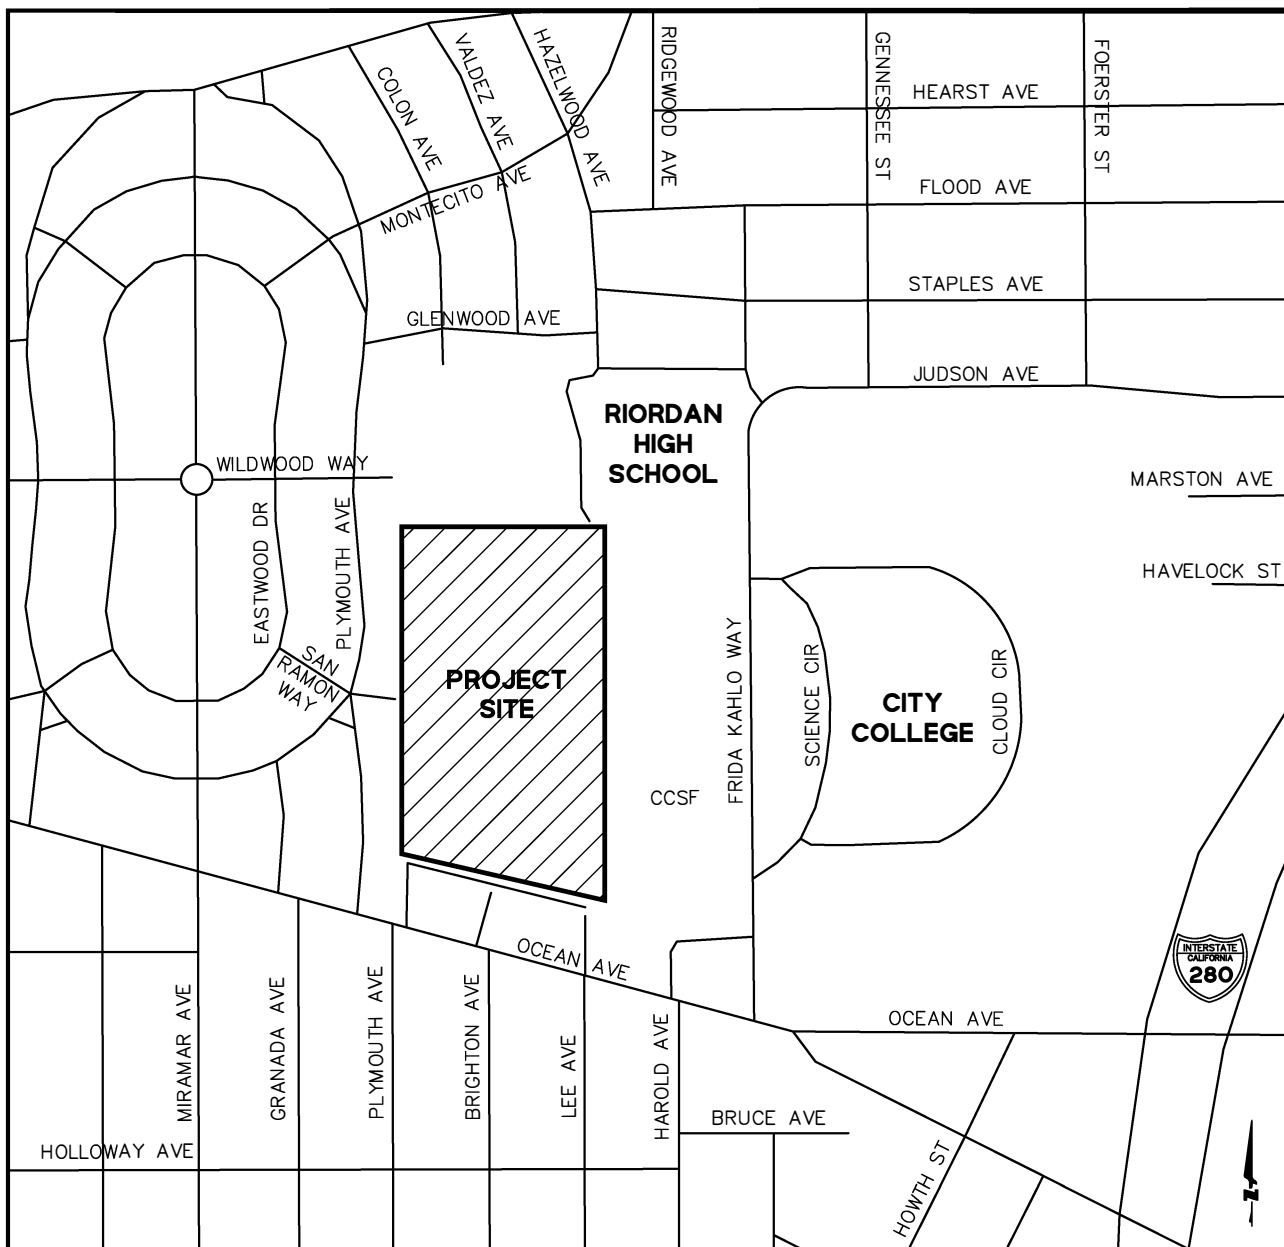 COLON AVE
VALDEZ AVE
HAZELWOOD AVE
RIDGEWOOD AVE
GENNESSEE ST
FOERSTER ST
HEARST AVE
FLOOD AVE
MONTECITO AVE
STAPLES AVE
GLENWOOD AVE
JUDSON AVE
RIORDAN
HIGH
SCHOOL
WILDWOOD WAY
MARSTON AVE
HAVELOCK ST
EASTWOOD DR
PLYMOUTH AVE
SAN
RAMON
WAY
PROJECT
SITE
FRIDA KAHLO WAY
SCIENCE CIR
CITY
COLLEGE
CLOUD CIR
CCSF
OCEAN AVE
INTERSTATE
CALIFORNIA
280
OCEAN AVE
MIRAMAR AVE
GRANADA AVE
PLYMOUTH AVE
BRIGHTON AVE
LEE AVE
HAROLD AVE
BRUCE AVE
HOLLOWAY AVE
HOWTH ST
N